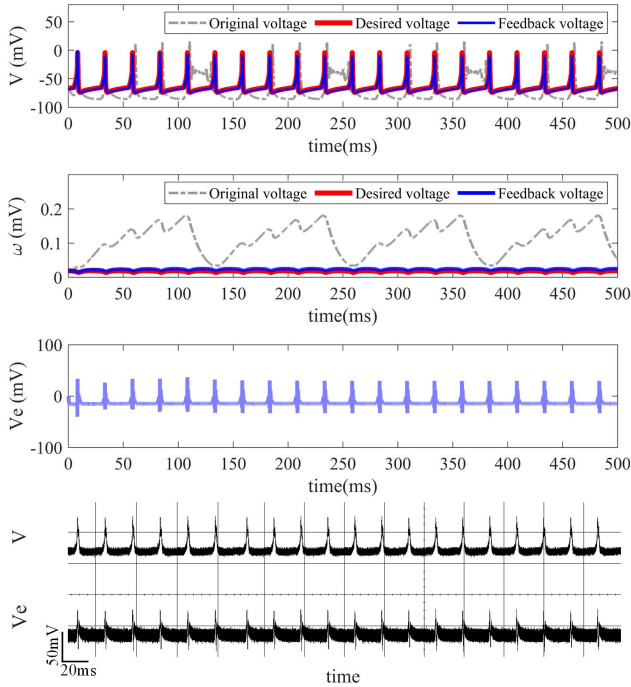 Original voltage Desired voltage Feedback voltage
50
0
-50
-100
V (mV)
0 50 100 150 200 250 300 350 400 450 500
time(ms)
Original voltage Desired voltage Feedback voltage
0.2
0.1
0
ω (mV)
0 50 100 150 200 250 300 350 400 450 500
time(ms)
100
0
-100
Ve (mV)
0 50 100 150 200 250 300 350 400 450 500
time(ms)
V
Ve
50mV
20ms
time